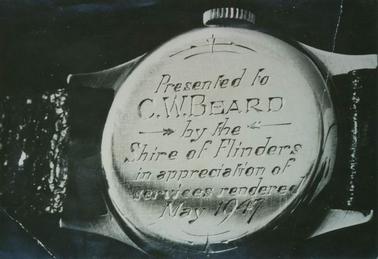 Presented to
C.W.BEARD
by the
Shire of Flinders
in appreciation of
services rendered
May 1947